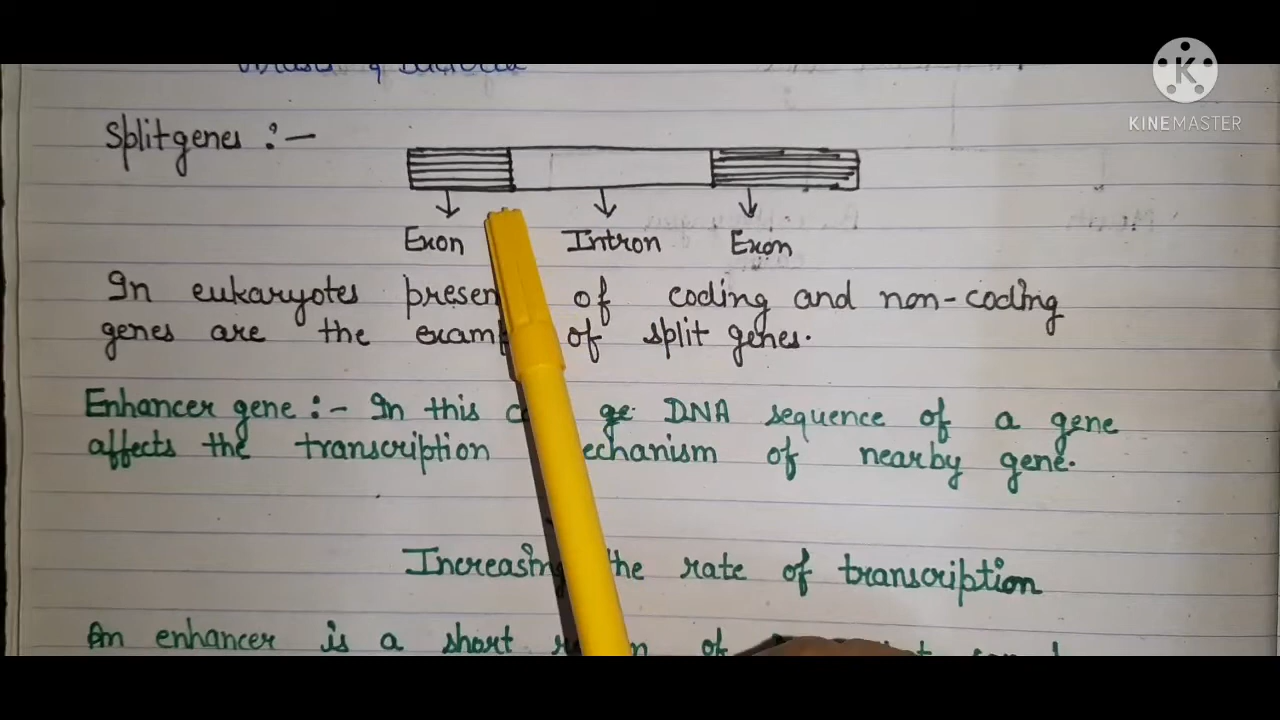 Split genes :-
Exon Intron Exon
In eukaryotes presen of coding and non-coding
genes are the examp of split genes.
Enhancer gene :- In this c ge DNA sequence of a gene
affects the transcription echanism of nearby gene.
Increasing the rate of transcription
An enhancer is a short of
K
KINEMASTER